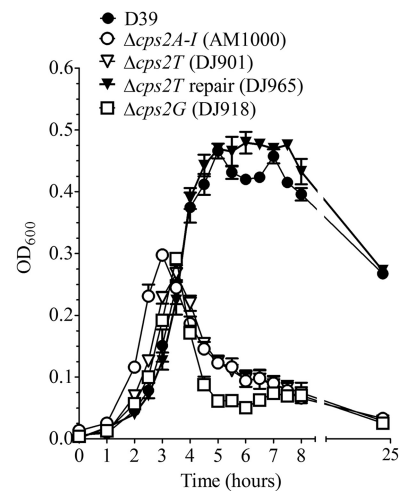 D39
Δcps2A-I (AM1000)
Δcps2T (DJ901)
Δcps2T repair (DJ965)
Δcps2G (DJ918)
0.6
0.5
0.4
0.3
0.2
0.1
0.0
OD600
0 1 2 3 4 5 6 7 8 25
Time (hours)